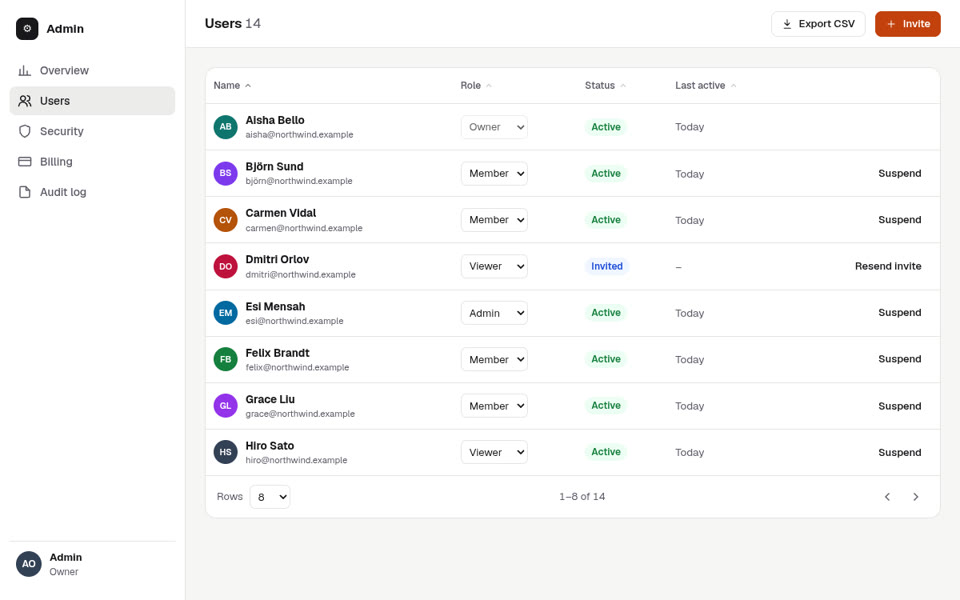 Admin
Overview
Users
Security
Billing
Audit log
AO
Admin
Owner
Users 14
Export CSV
Invite
Name Role Status Last active
AB Aisha Bello Owner Active Today
aisha@northwind.example
BS Björn Sund Member Active Today Suspend
björn@northwind.example
CV Carmen Vidal Member Active Today Suspend
carmen@northwind.example
DO Dmitri Orlov Viewer Invited – Resend invite
dmitri@northwind.example
EM Esi Mensah Admin Active Today Suspend
esi@northwind.example
FB Felix Brandt Member Active Today Suspend
felix@northwind.example
GL Grace Liu Member Active Today Suspend
grace@northwind.example
HS Hiro Sato Viewer Active Today Suspend
hiro@northwind.example
Rows 8 1–8 of 14